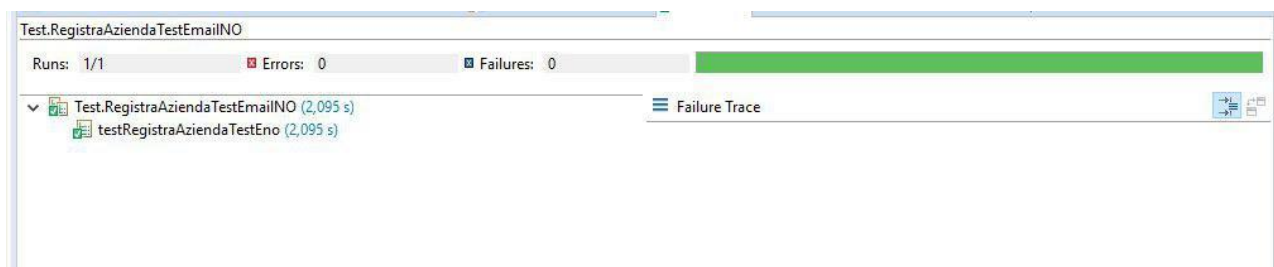 Test.RegistraAziendaTestEmailNO
Runs: 1/1 Errors: 0 Failures: 0
Test.RegistraAziendaTestEmailNO (2,095 s)
testRegistraAziendaTestEno (2,095 s)
Failure Trace